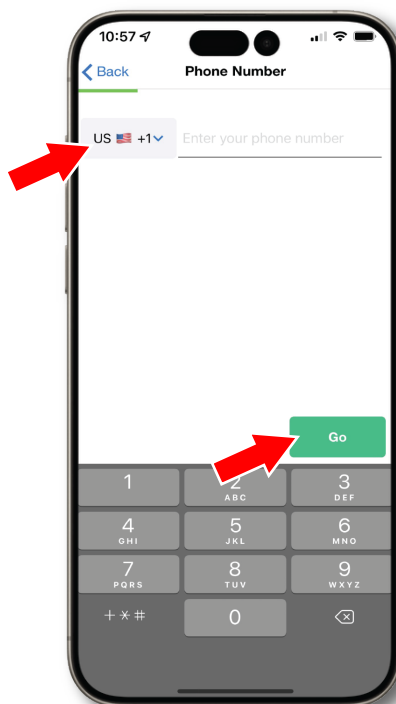 10:57
Back Phone Number
US +1 Enter your phone number
Go
1 2 3
ABC DEF
4 5 6
GHI JKL MNO
7 8 9
PQRS TUV WXYZ
+*# 0